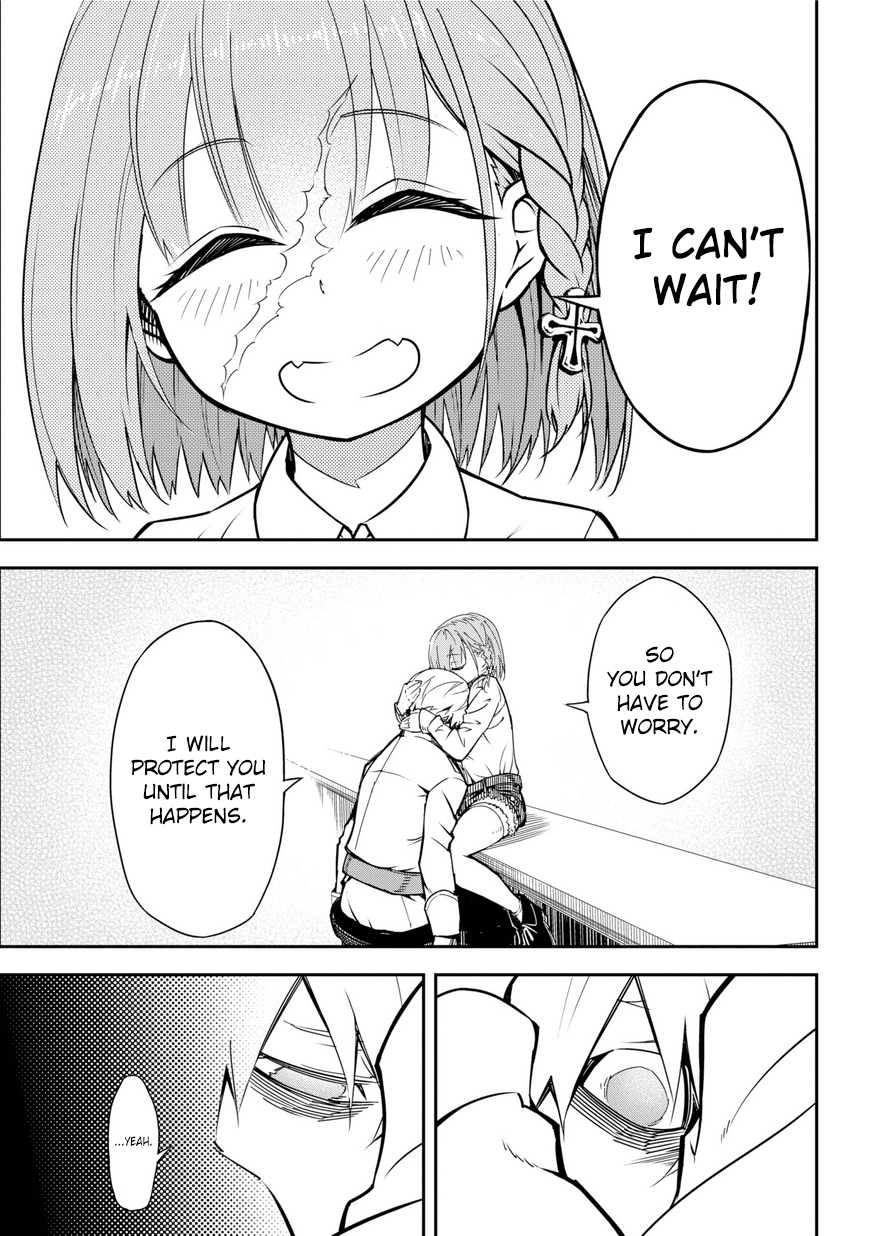 I CAN'T
WAIT!
SO
YOU DON'T
HAVE TO
WORRY.
I WILL
PROTECT YOU
UNTIL THAT
HAPPENS.
...YEAH.